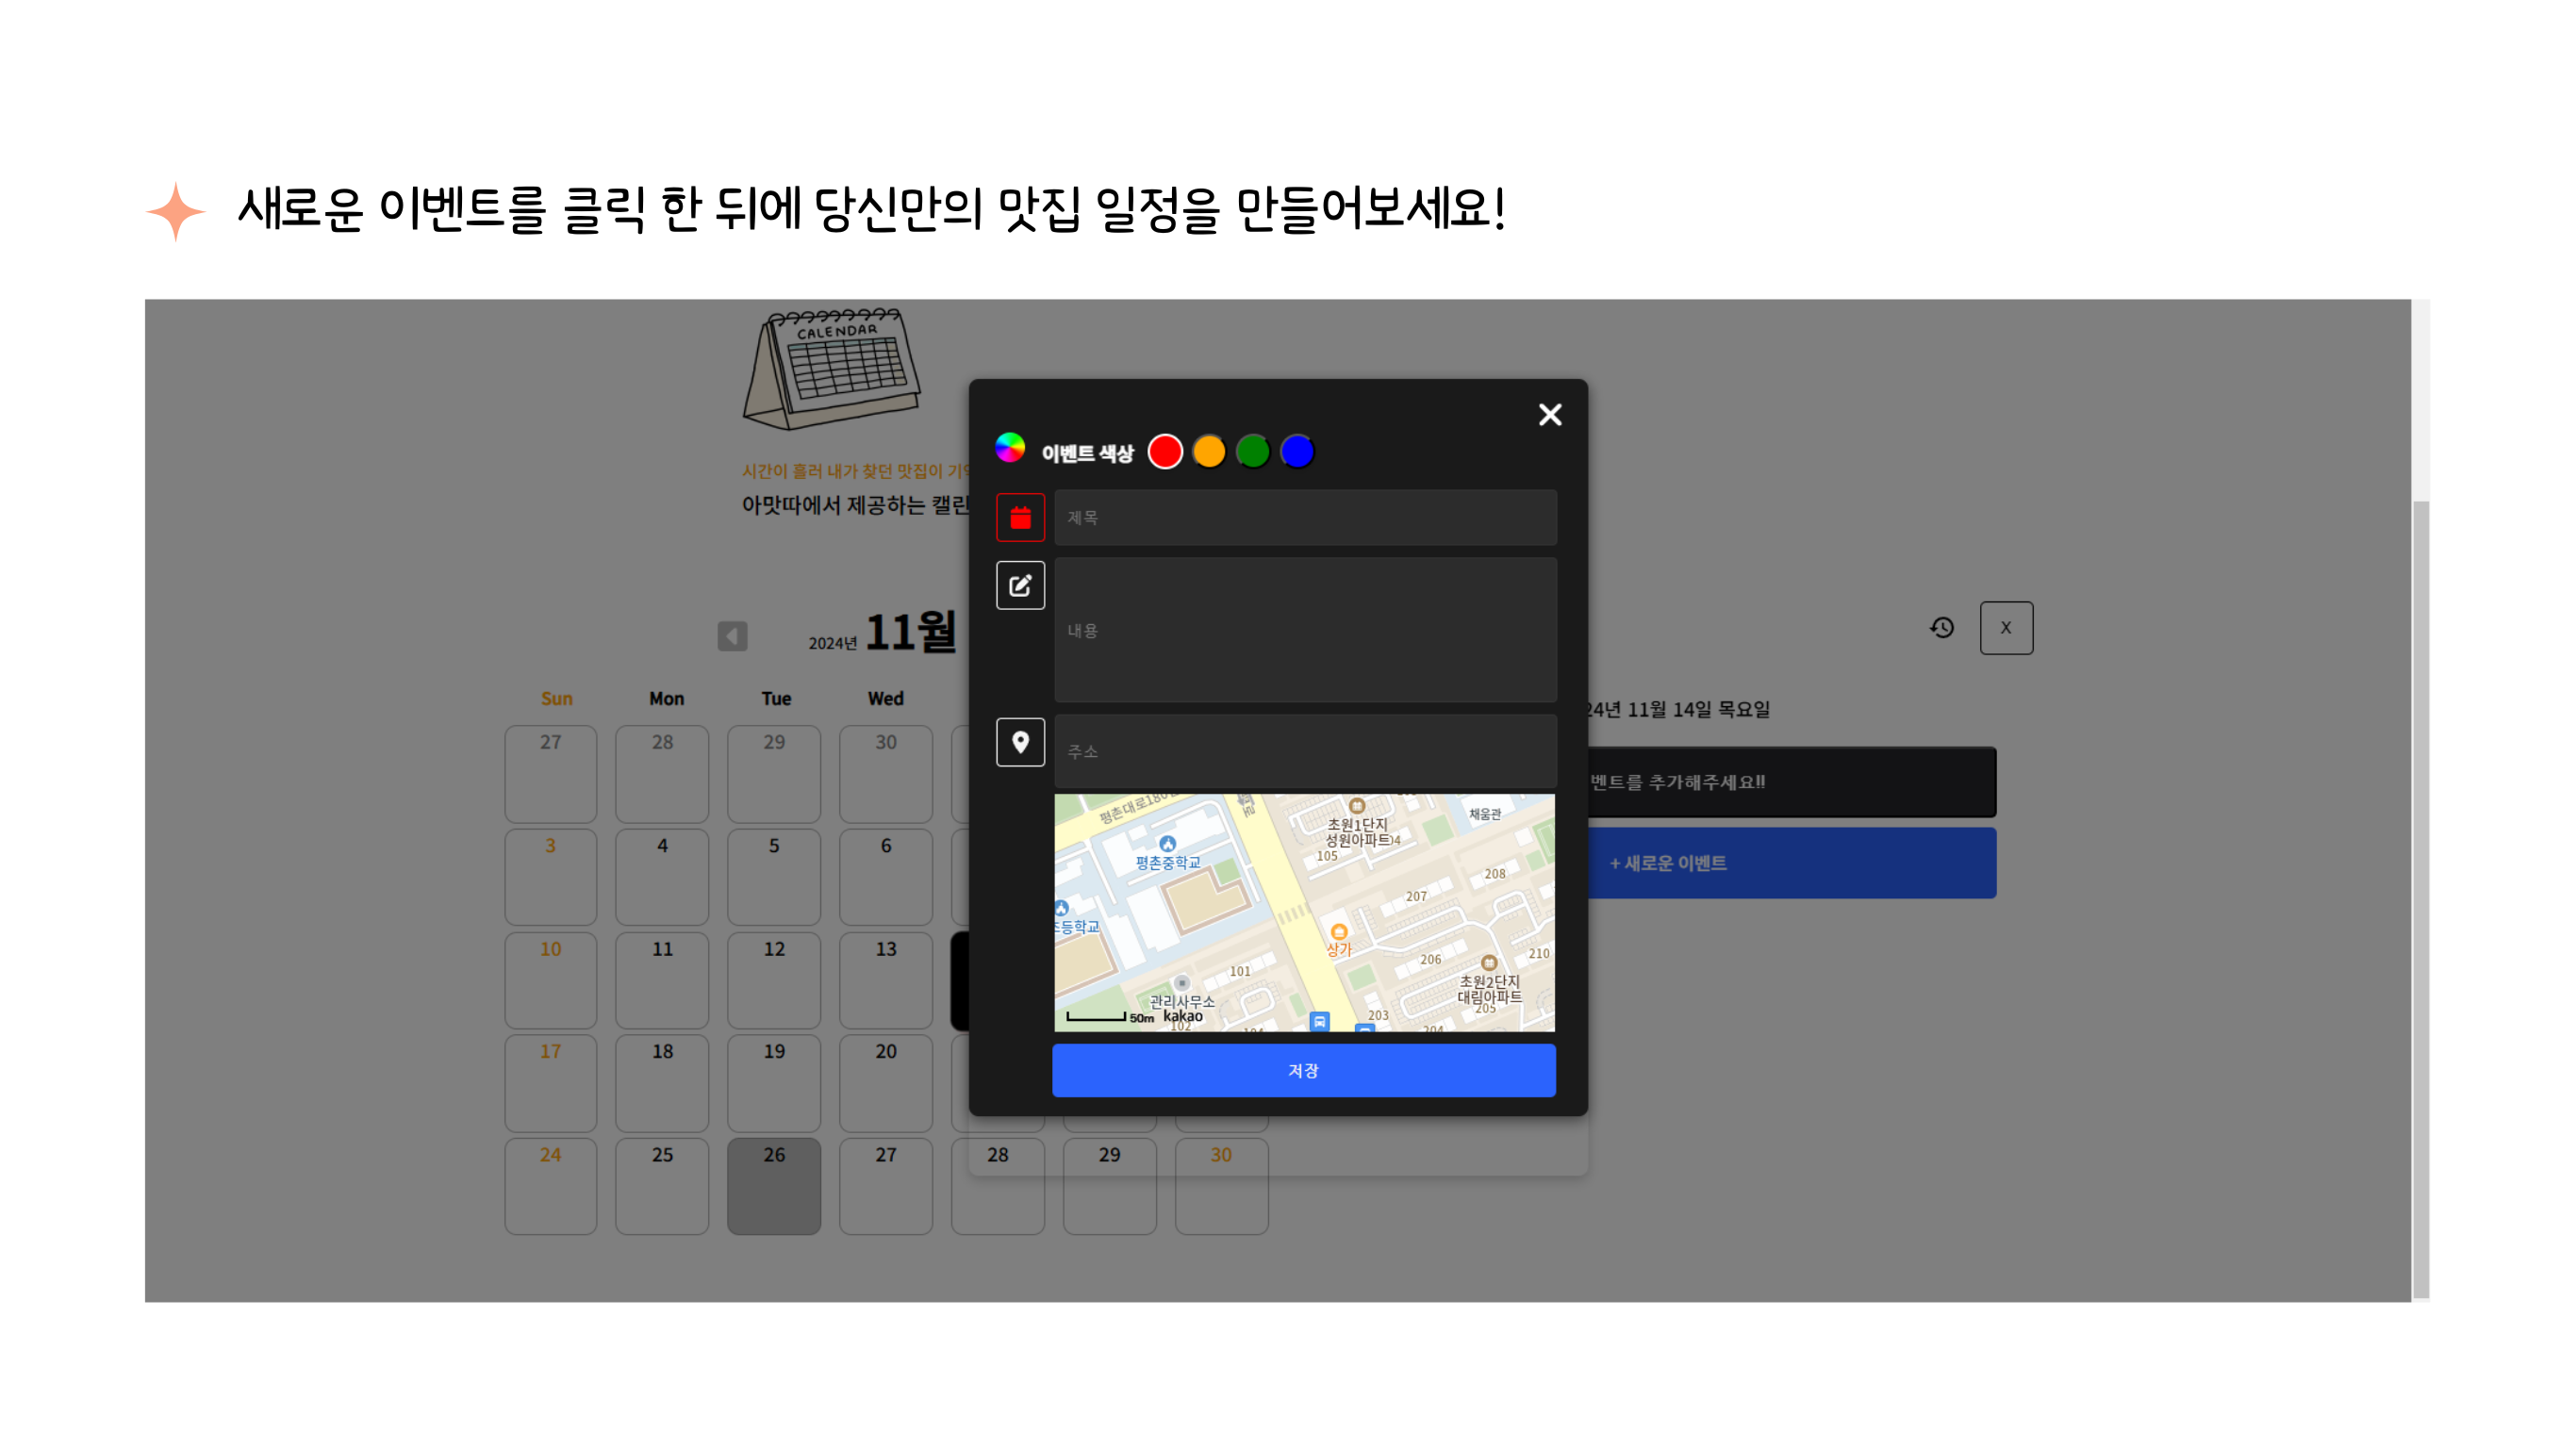 새로운 이벤트를 클릭 한 뒤에 당신만의 맛집 일정을 만들어보세요!
CALENDAR
시간이 흘러 내가 찾던 맛집이
아맛따에서 제공하는 캘린
이벤트 색상
제목
내용
주소
2024년 11월
X
Sun Mon Tue Wed
24년 11월 14일 목요일
벤트를 추가해주세요!!
+ 새로운 이벤트
27 28 29 30
3 4 5 6
10 11 12 13
17 18 19 20
24 25 26 27 28 29 30
평촌대로180
초원1단지
성원아파트
채움관
105
평촌중학교
208
207
등학교
상가
210
206
101
초원2단지
대림아파트
205
관리사무소
50m kakao
102
203
204
저장